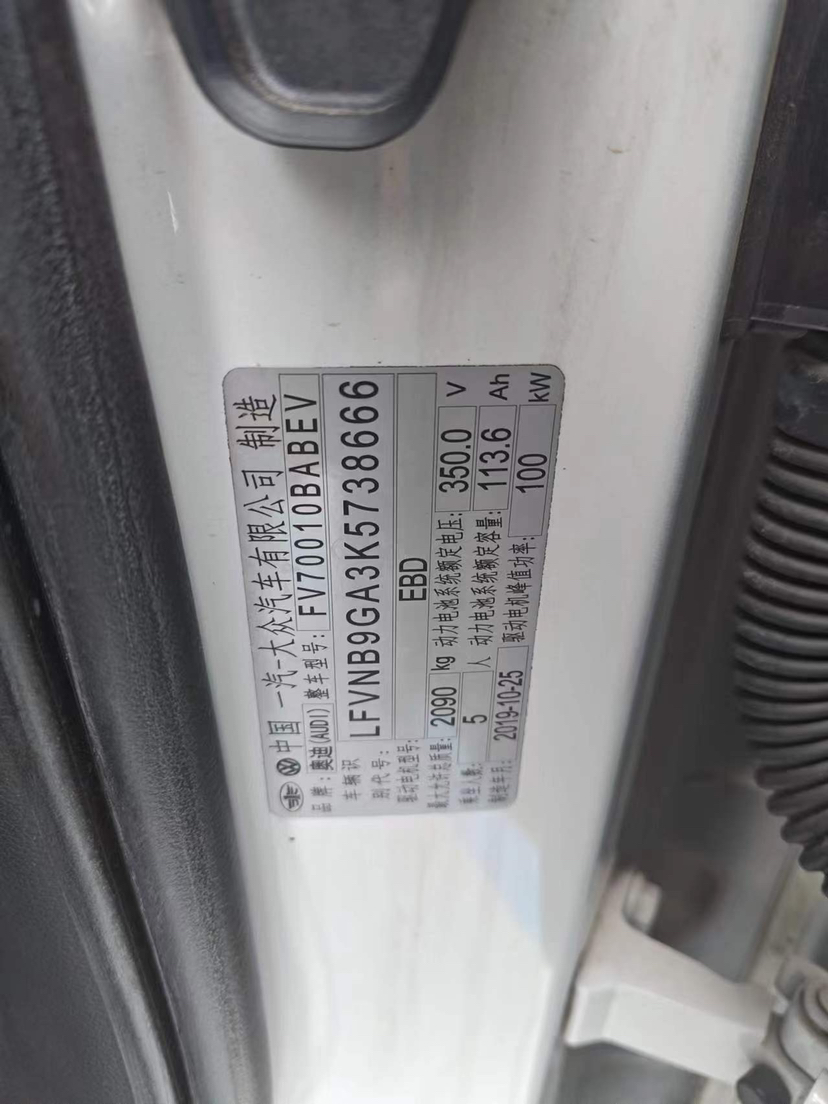 中国 一汽-大众汽车有限公司 制造
品牌:奥迪(AUDI) 整车型号: FV70010BABEV
车辆识别代号: LFVNB9GA3K5738666
驱动电机型号: EBD
最大允许总质量: 2090 kg 动力电池系统额定电压: 350.0 V
乘坐人数: 5 人 动力电池系统额定容量: 113.6 Ah
制造年月: 2019-10-25 驱动电机峰值功率: 100 kW